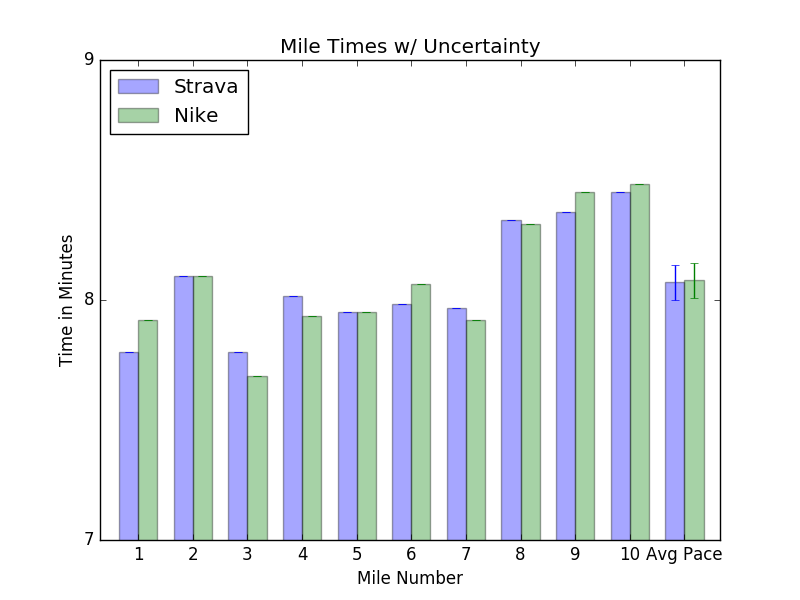 Mile Times w/ Uncertainty
9
Strava
Nike
8
Time in Minutes
7
1 2 3 4 5 6 7 8 9 10 Avg Pace
Mile Number